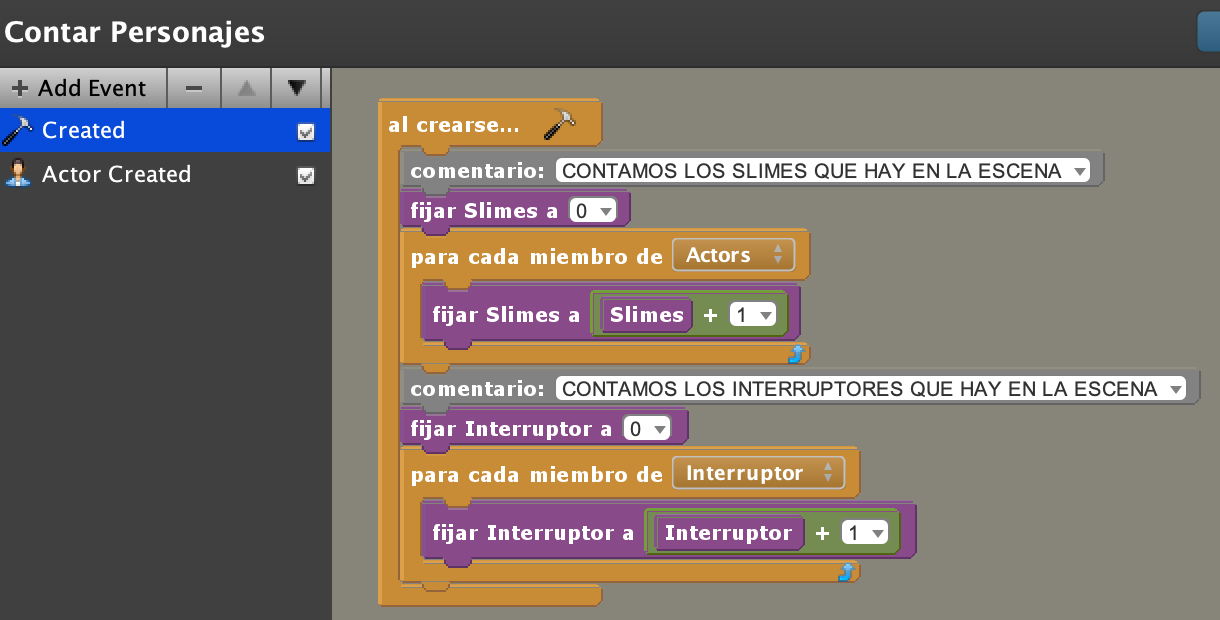 Contar Personajes
+ Add Event
Created
Actor Created
al crearse...
comentario: CONTAMOS LOS SLIMES QUE HAY EN LA ESCENA
fijar Slimes a 0
para cada miembro de Actors
fijar Slimes a Slimes + 1
comentario: CONTAMOS LOS INTERRUPTORES QUE HAY EN LA ESCENA
fijar Interruptor a 0
para cada miembro de Interruptor
fijar Interruptor a Interruptor + 1